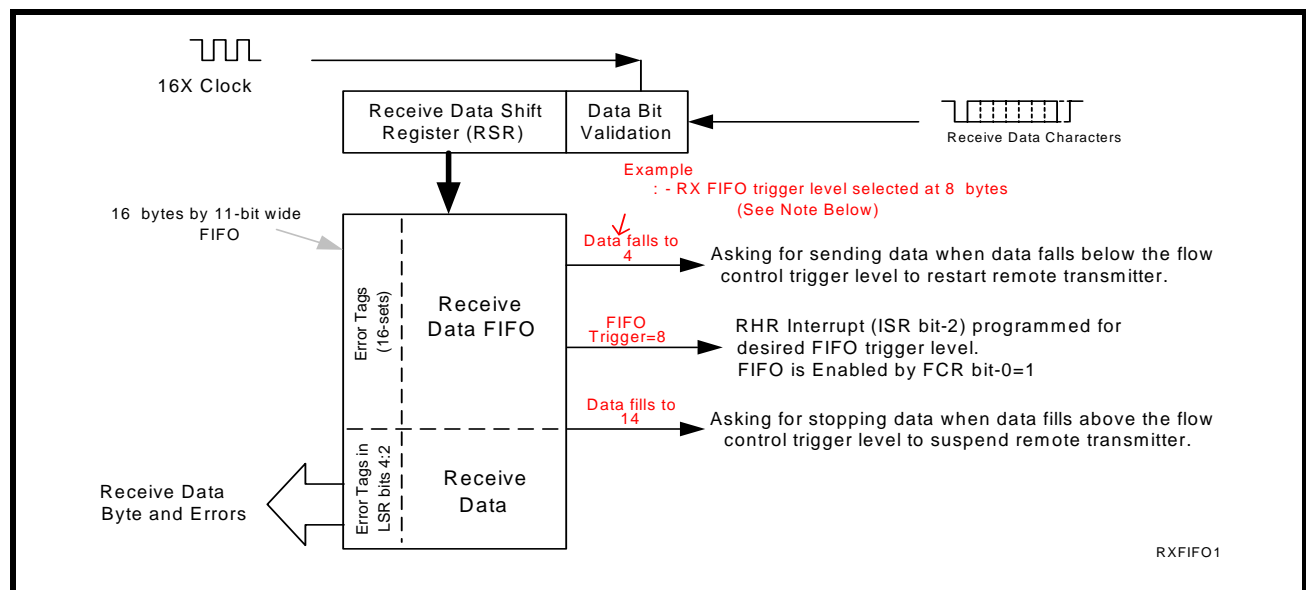 16X Clock
Receive Data Shift
Register (RSR)
Data Bit
Validation
Receive Data Characters
Example
: - RX FIFO trigger level selected at 8 bytes
(See Note Below)
16 bytes by 11-bit wide
FIFO
Data falls to
4
Asking for sending data when data falls below the flow
control trigger level to restart remote transmitter.
Error Tags
(16-sets)
Receive
Data FIFO
FIFO
Trigger=8
RHR Interrupt (ISR bit-2) programmed for
desired FIFO trigger level.
FIFO is Enabled by FCR bit-0=1
Data fills to
14
Asking for stopping data when data fills above the flow
control trigger level to suspend remote transmitter.
Error Tags in
LSR bits 4:2
Receive
Data
Receive Data
Byte and Errors
RXFIFO1